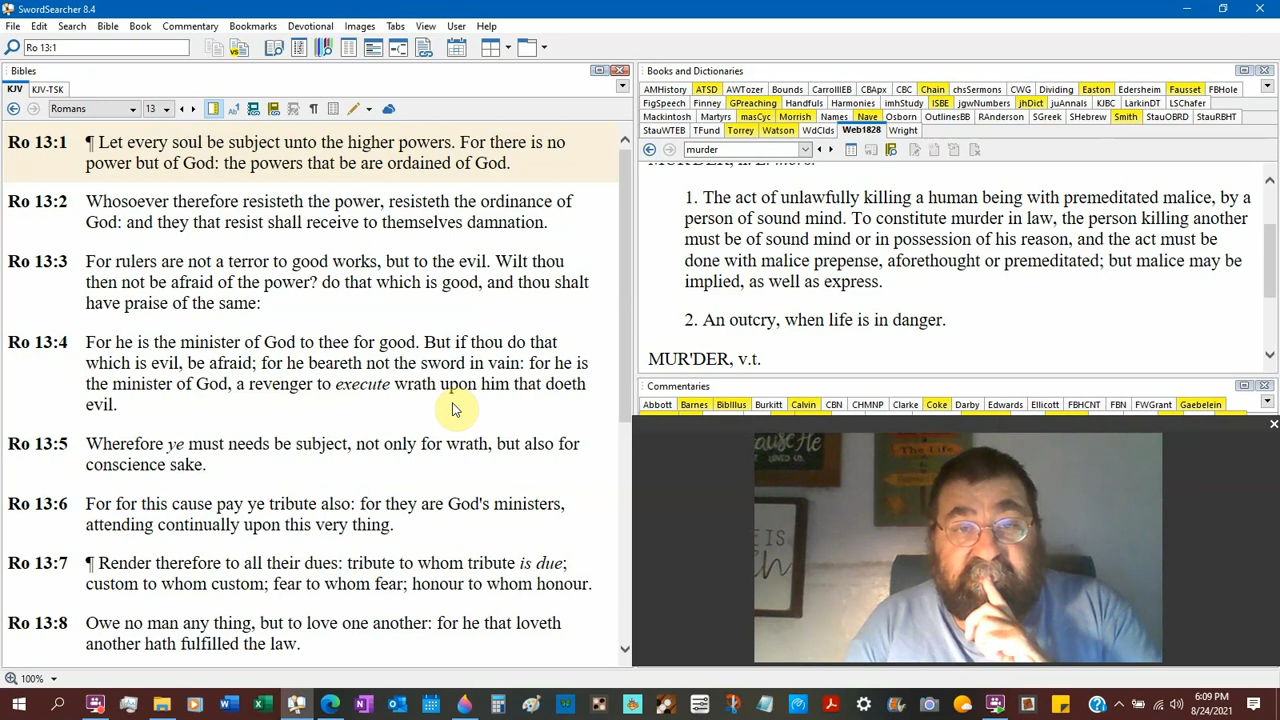 SwordSearcher 8.4
File Edit Search Bible Book Commentary Bookmarks Devotional Images Tabs View User Help
Ro 13:1
Bibles
KJV KJV-TSK
Romans 13
Ro 13:1 ¶ Let every soul be subject unto the higher powers. For there is no
power but of God: the powers that be are ordained of God.
Ro 13:2 Whosoever therefore resisteth the power, resisteth the ordinance of
God: and they that resist shall receive to themselves damnation.
Ro 13:3 For rulers are not a terror to good works, but to the evil. Wilt thou
then not be afraid of the power? do that which is good, and thou shalt
have praise of the same:
Ro 13:4 For he is the minister of God to thee for good. But if thou do that
which is evil, be afraid; for he beareth not the sword in vain: for he is
the minister of God, a revenger to execute wrath upon him that doeth
evil.
Ro 13:5 Wherefore ye must needs be subject, not only for wrath, but also for
conscience sake.
Ro 13:6 For for this cause pay ye tribute also: for they are God's ministers,
attending continually upon this very thing.
Ro 13:7 ¶ Render therefore to all their dues: tribute to whom tribute is due;
custom to whom custom; fear to whom fear; honour to whom honour.
Ro 13:8 Owe no man any thing, but to love one another: for he that loveth
another hath fulfilled the law.
100%
Books and Dictionaries
AMHistory ATSD AWTozer Bounds CarrollEIB CBApx CBC Chain chsSermons CWG Dividing Easton Edersheim Fausset FBHole
FigSpeech Finney GPreaching Handfuls Harmonies imhStudy ISBE jgwNumbers jhDict juAnnals KJBC LarkinDT LSChafer
Mackintosh Martyrs masCyc Morrish Names Nave Osborn OutlinesBB RAnderson SGreek SHebrew Smith StauOBRD StauRBHT
StauWTEB TFund Torrey Watson WdClds Web1828 Wright
murder
1. The act of unlawfully killing a human being with premeditated malice, by a
person of sound mind. To constitute murder in law, the person killing another
must be of sound mind or in possession of his reason, and the act must be
done with malice prepense, aforethought or premeditated; but malice may be
implied, as well as express.
2. An outcry, when life is in danger.
MUR'DER, v.t.
Commentaries
Abbott Barnes BibIllus Burkitt Calvin CBN CHMNP Clarke Coke Darby Edwards Ellicott FBHCNT FBN FWGrant Gaebelein
The Life
6:09 PM
8/24/2021